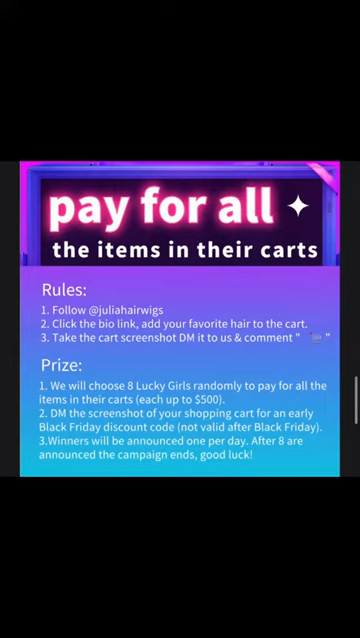 pay for all
the items in their carts
Rules:
1. Follow @juliahairwigs
2. Click the bio link, add your favorite hair to the cart.
3. Take the cart screenshot DM it to us & comment " 🛒 "
Prize:
1. We will choose 8 Lucky Girls randomly to pay for all the
items in their carts (each up to $500).
2. DM the screenshot of your shopping cart for an early
Black Friday discount code (not valid after Black Friday).
3.Winners will be announced one per day. After 8 are
announced the campaign ends, good luck!